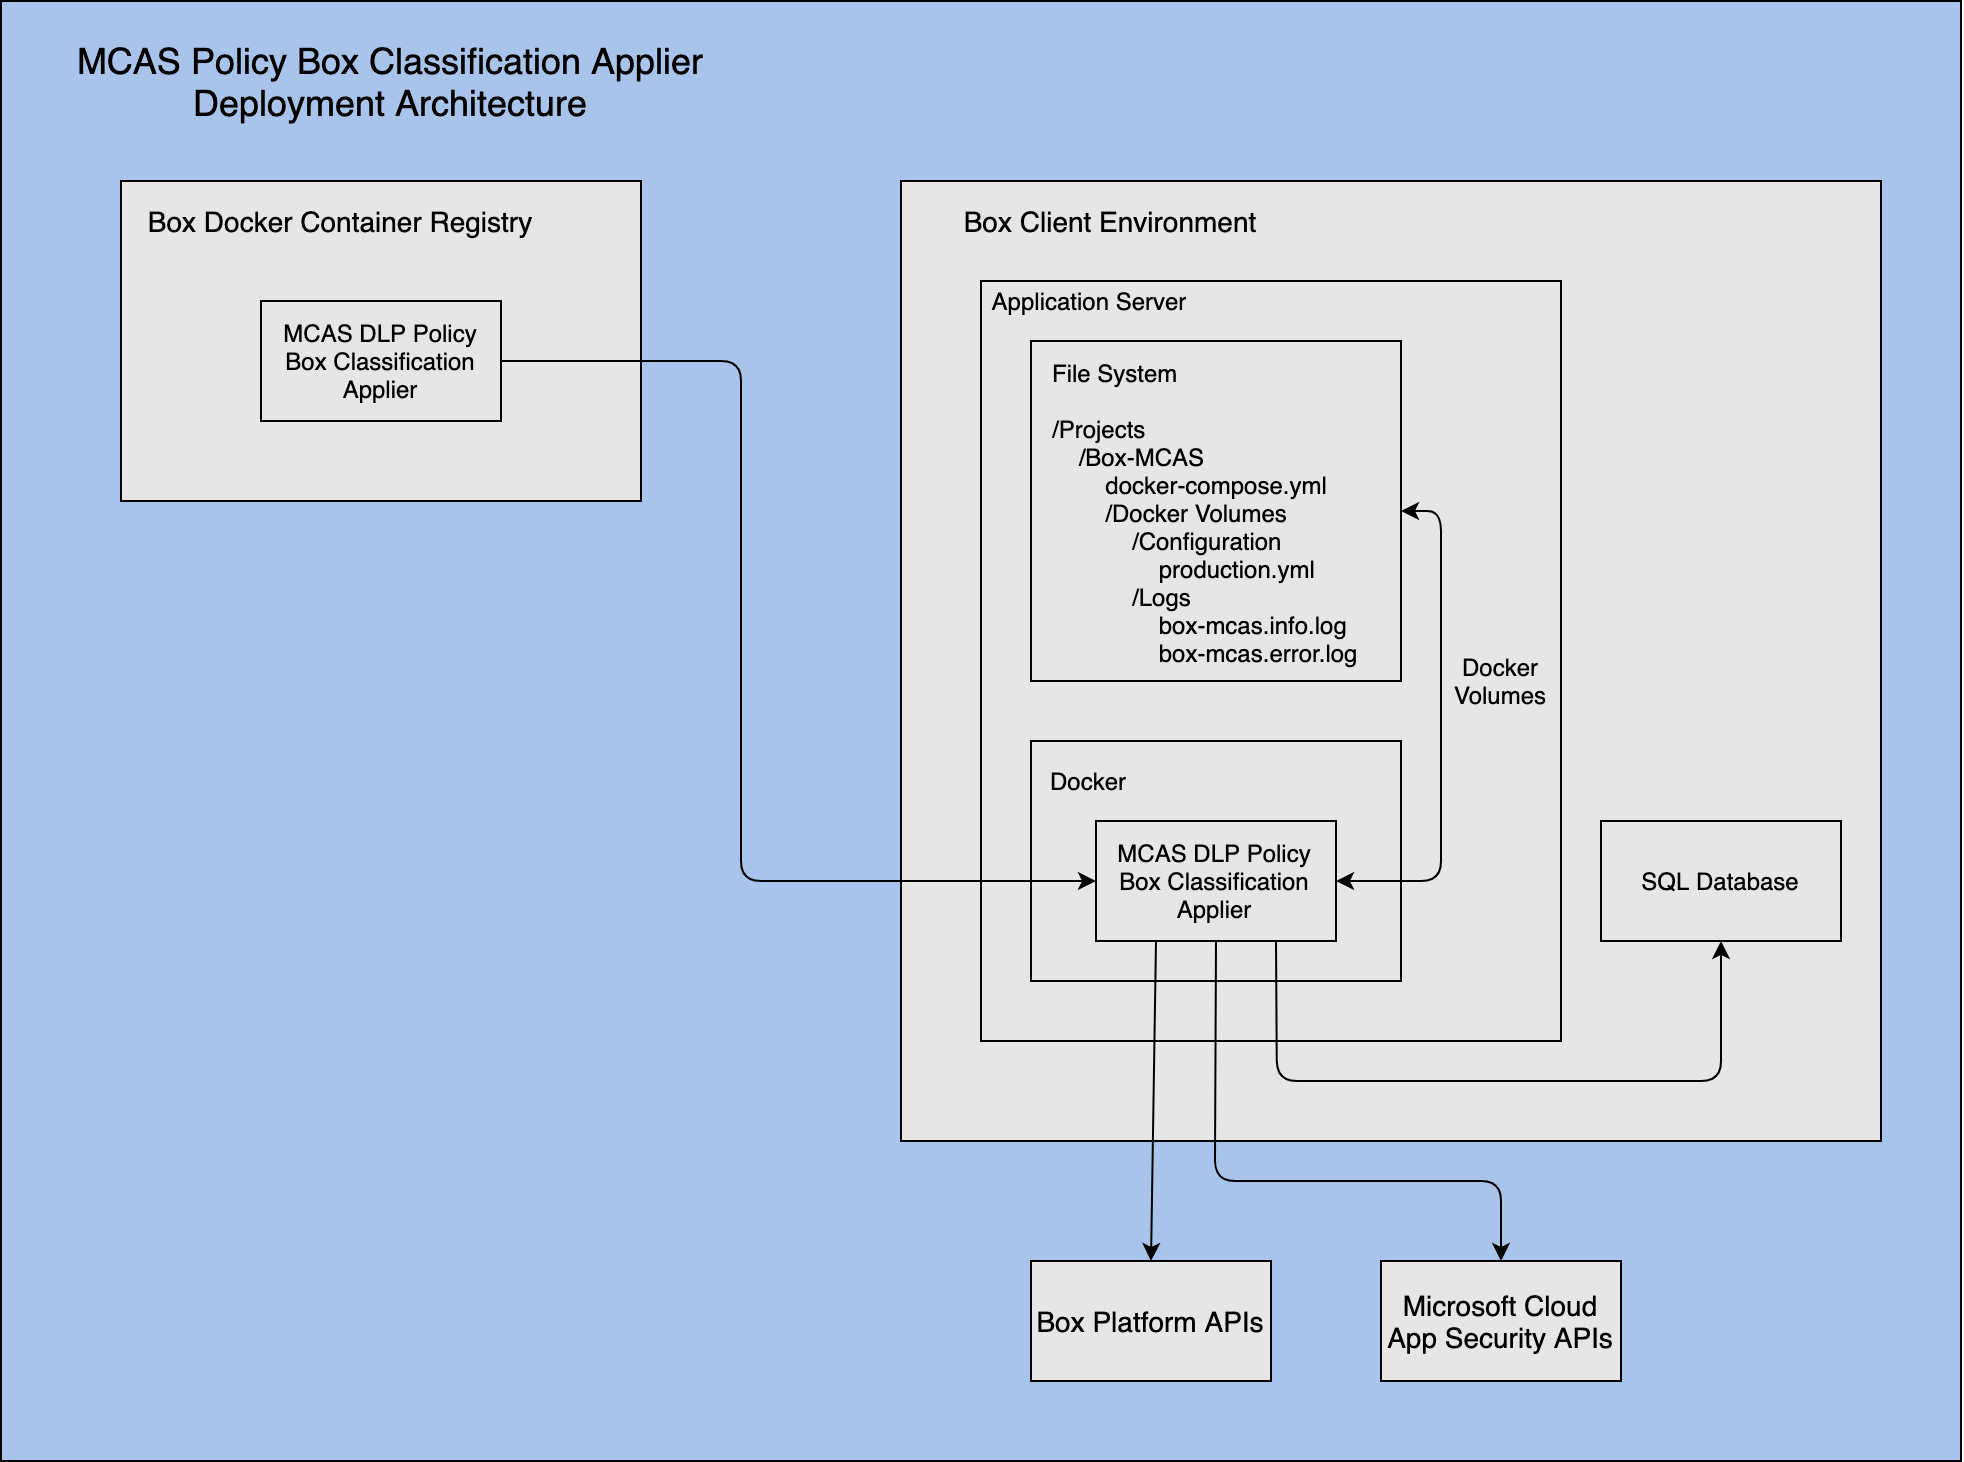 MCAS Policy Box Classification Applier
Deployment Architecture
Box Docker Container Registry
MCAS DLP Policy
Box Classification
Applier
Box Client Environment
Application Server
File System
/Projects
/Box-MCAS
docker-compose.yml
/Docker Volumes
/Configuration
production.yml
/Logs
box-mcas.info.log
box-mcas.error.log
Docker
Volumes
Docker
MCAS DLP Policy
Box Classification
Applier
SQL Database
Box Platform APIs
Microsoft Cloud
App Security APIs